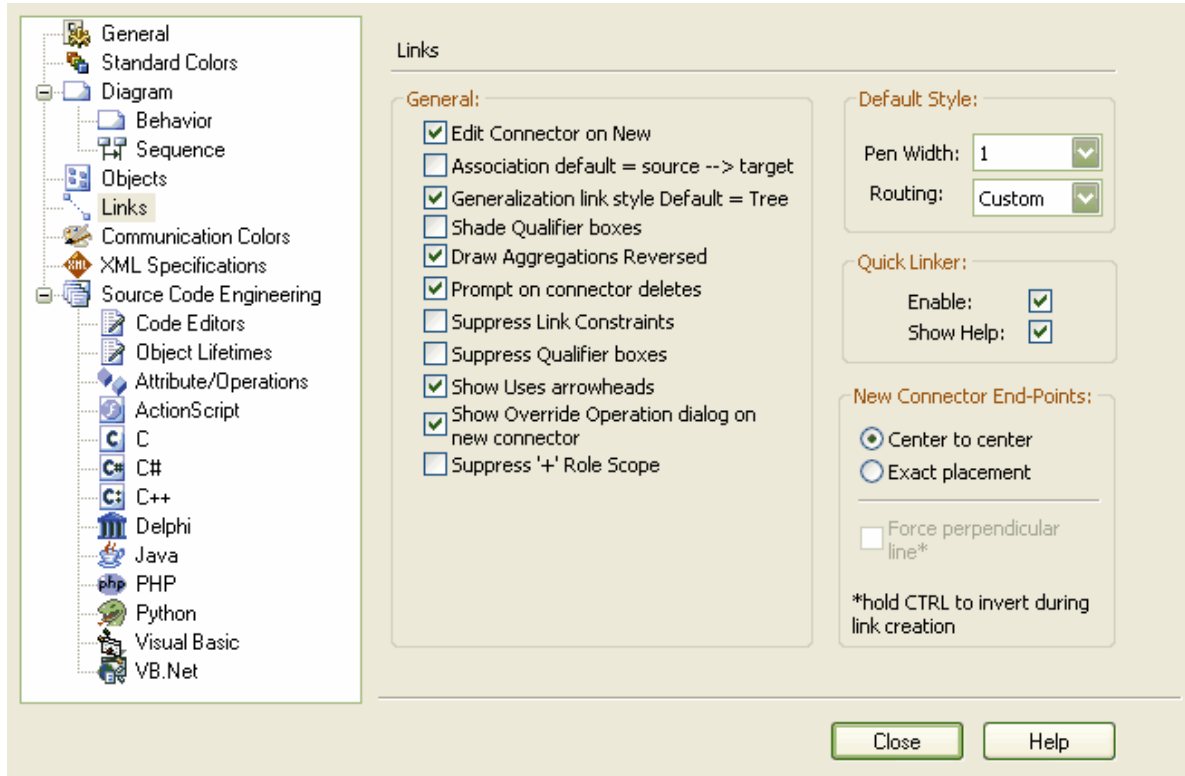 General
Standard Colors
Diagram
Behavior
Sequence
Objects
Links
Communication Colors
XML Specifications
Source Code Engineering
Code Editors
Object Lifetimes
Attribute/Operations
ActionScript
C
C#
C++
Delphi
Java
PHP
Python
Visual Basic
VB.Net
Links
General:
Edit Connector on New
Association default = source --> target
Generalization link style Default = Tree
Shade Qualifier boxes
Draw Aggregations Reversed
Prompt on connector deletes
Suppress Link Constraints
Suppress Qualifier boxes
Show Uses arrowheads
Show Override Operation dialog on
new connector
Suppress '+' Role Scope
Default Style:
Pen Width: 1
Routing: Custom
Quick Linker:
Enable:
Show Help:
New Connector End-Points:
Center to center
Exact placement
Force perpendicular
line*
*hold CTRL to invert during
link creation
Close
Help